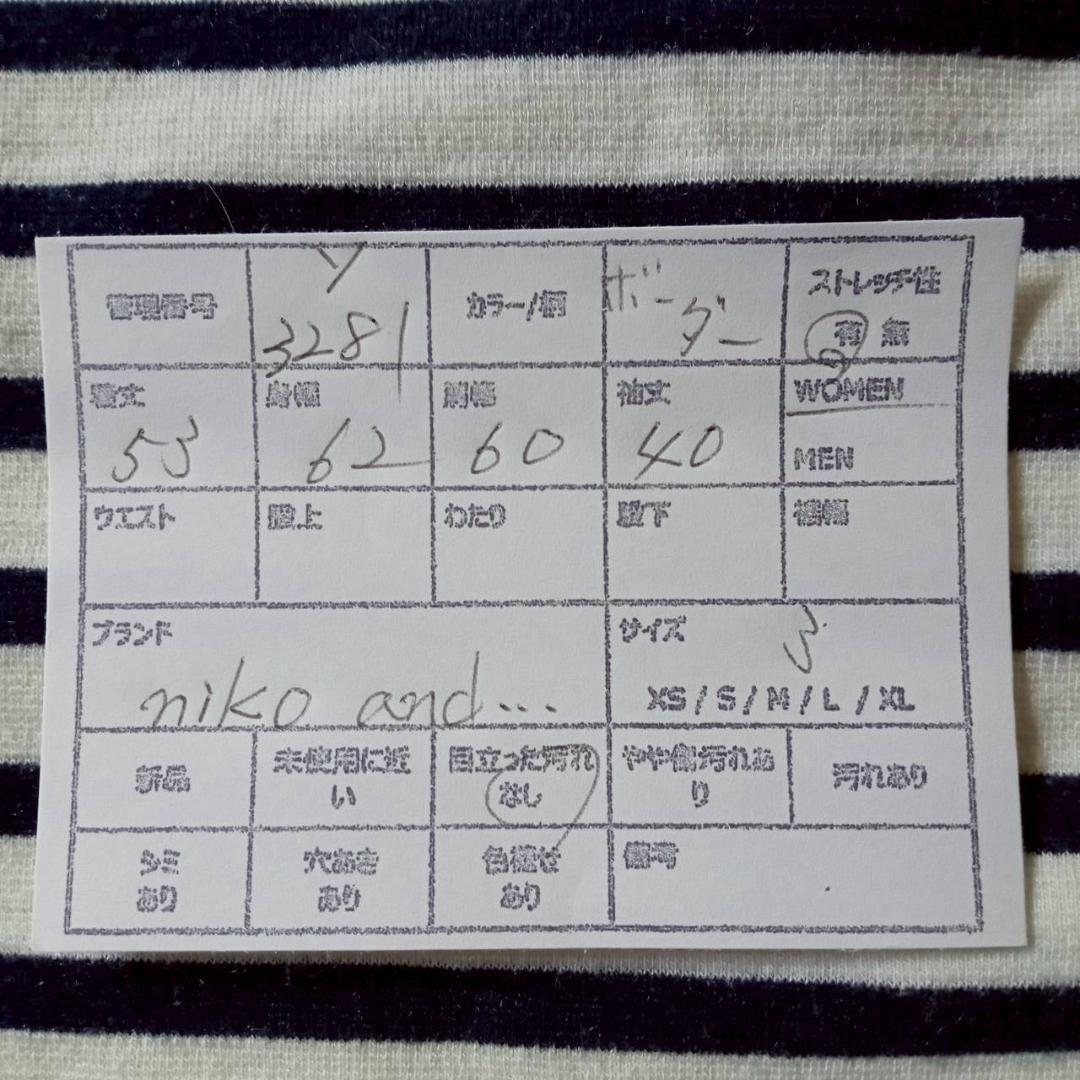 管理番号
ソ
3281
カラー/柄
ボーダー
ストレッチ性
有 無
着丈
53
身幅
62
肩幅
60
袖丈
40
WOMEN
MEN
ウエスト
股上
わたり
股下
裾幅
ブランド
niko and...
サイズ
3
XS / S / M / L / XL
新品
未使用に近
い
目立った汚れ
なし
やや傷汚れあ
り
汚れあり
シミ
あり
穴あき
あり
色褪せ
あり
備考